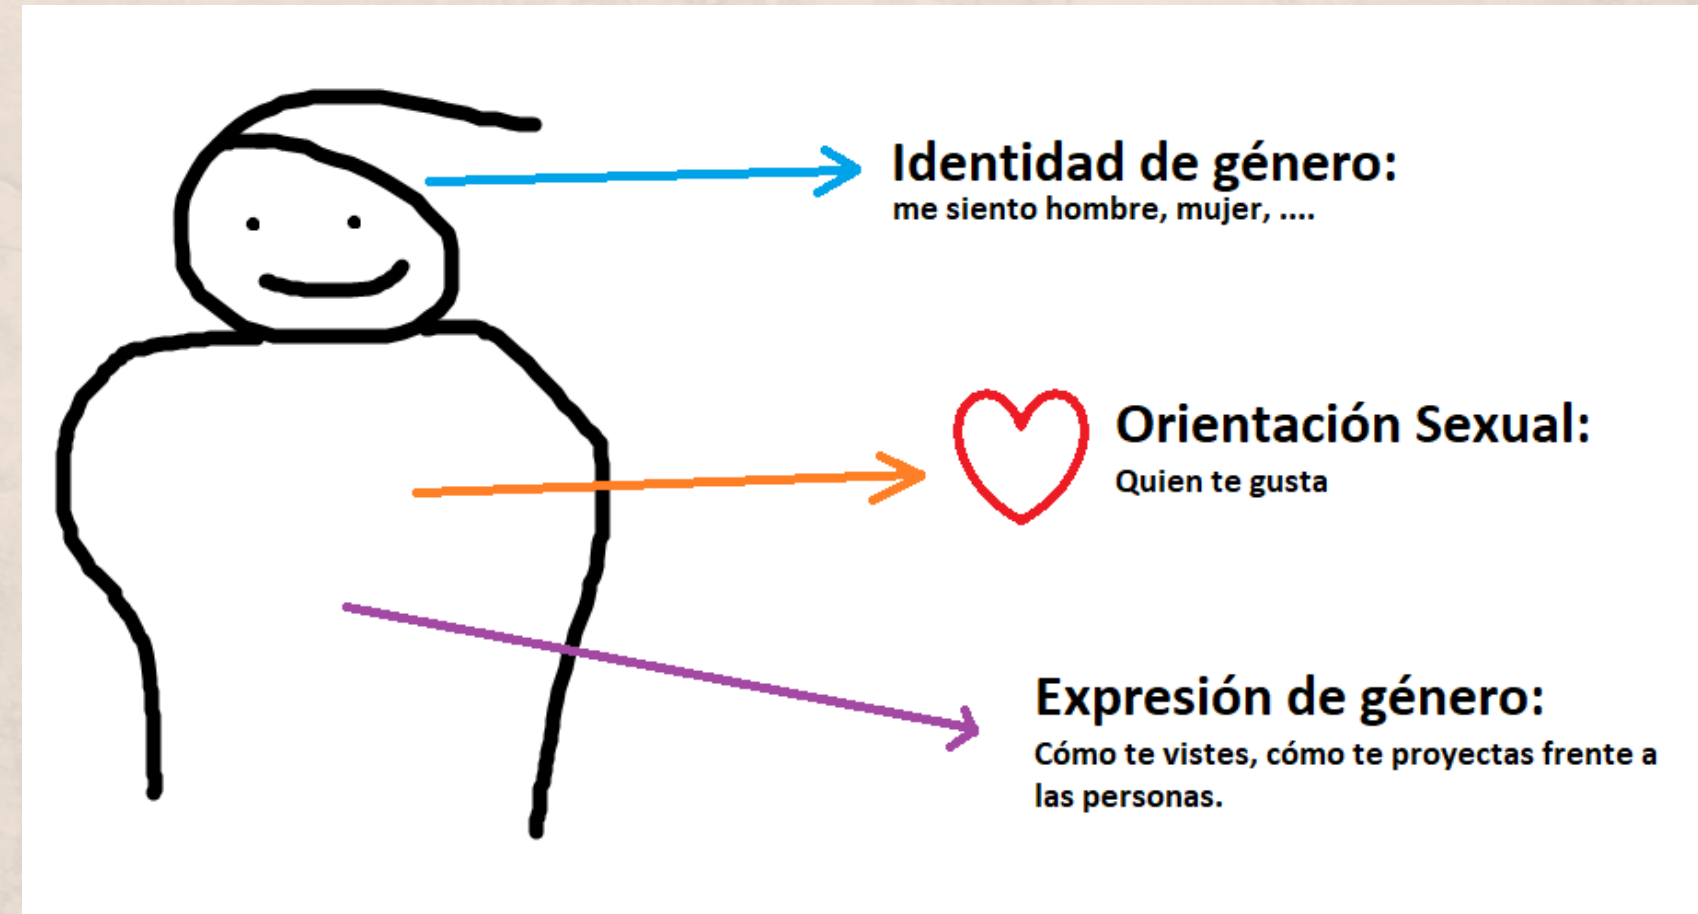 Identidad de género:
me siento hombre, mujer, ....
Orientación Sexual:
Quien te gusta
Expresión de género:
Cómo te vistes, cómo te proyectas frente a
las personas.